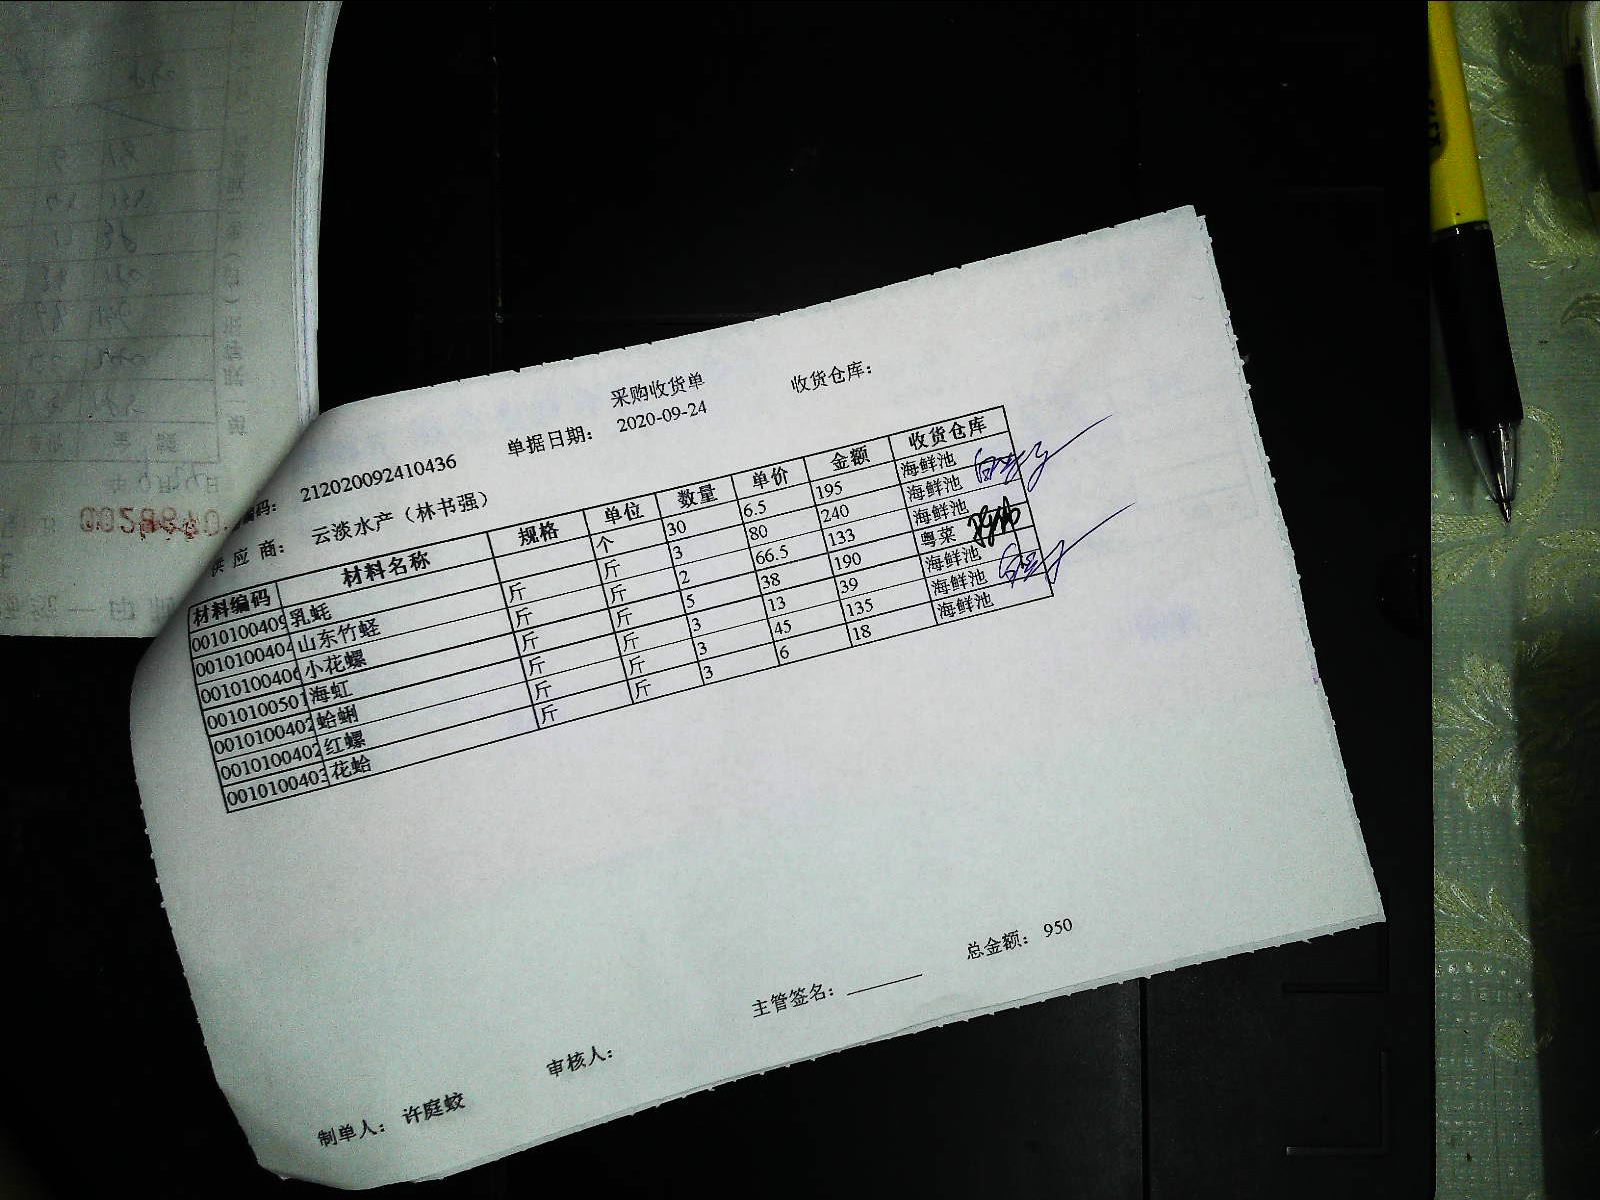 采购收货单
编码: 212020092410436 单据日期: 2020-09-24 收货仓库:
供应商: 云淡水产(林书强)
材料编码 材料名称 规格 单位 数量 单价 金额 收货仓库
0010100409 乳蚝 个 30 6.5 195 海鲜池
0010100404 山东竹蛏 斤 斤 3 80 240 海鲜池
0010100406 小花螺 斤 斤 2 66.5 133 海鲜池
0010100501 海虹 斤 斤 5 38 190 粤菜
0010100402 蛤蜊 斤 斤 3 13 39 海鲜池
0010100402 红螺 斤 斤 3 45 135 海鲜池
0010100403 花蛤 斤 斤 3 6 18 海鲜池
制单人: 许庭蛟 审核人: 主管签名: 总金额: 950